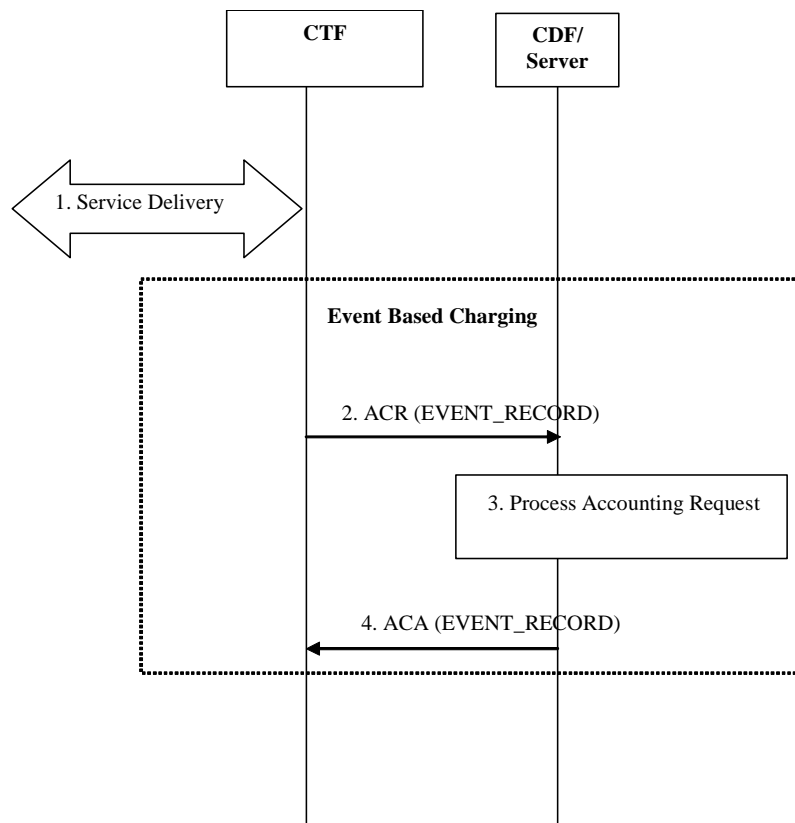 CTF
CDF/
Server
1. Service Delivery
Event Based Charging
2. ACR (EVENT_RECORD)
3. Process Accounting Request
4. ACA (EVENT_RECORD)